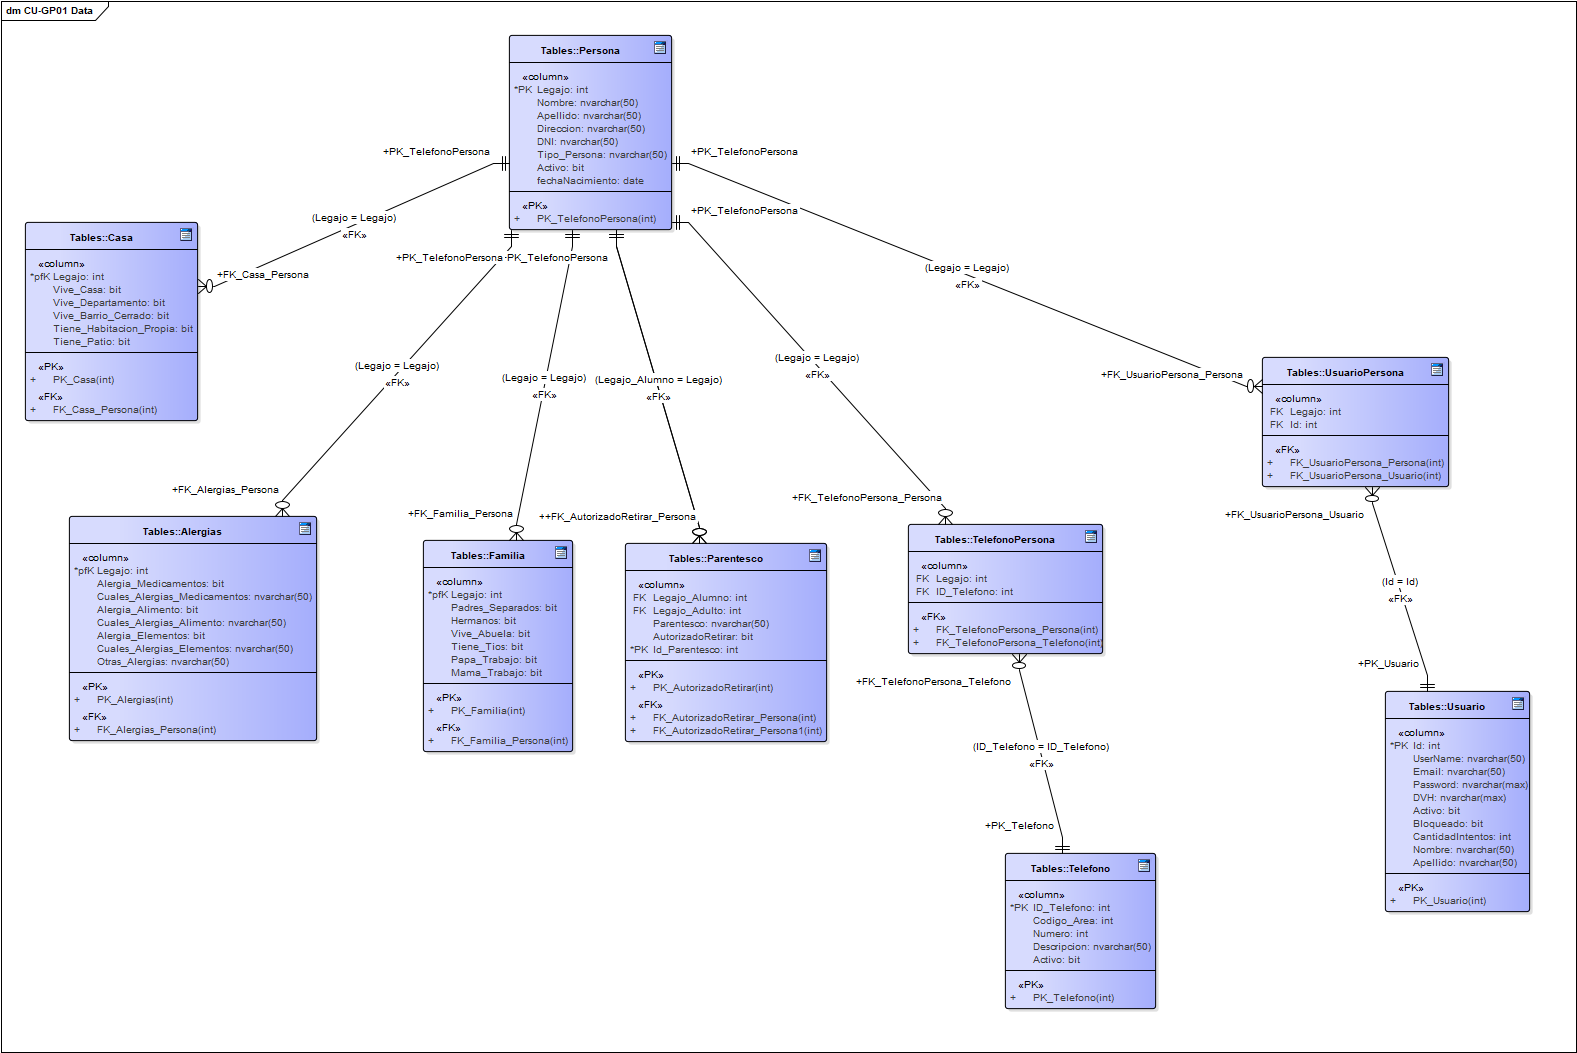 dm CU-GP01 Data
Tables::Persona
«column»
*PK Legajo: int
Nombre: nvarchar(50)
Apellido: nvarchar(50)
Direccion: nvarchar(50)
DNI: nvarchar(50)
Tipo_Persona: nvarchar(50)
Activo: bit
fechaNacimiento: date
«PK»
+ PK_TelefonoPersona(int)
+PK_TelefonoPersona
(Legajo = Legajo)
«FK»
+FK_Casa_Persona
Tables::Casa
«column»
*pfK Legajo: int
Vive_Casa: bit
Vive_Departamento: bit
Vive_Barrio_Cerrado: bit
Tiene_Habitacion_Propia: bit
Tiene_Patio: bit
«PK»
+ PK_Casa(int)
«FK»
+ FK_Casa_Persona(int)
+PK_TelefonoPersona
(Legajo = Legajo)
«FK»
+FK_UsuarioPersona_Persona
+PK_TelefonoPersona
(Legajo = Legajo)
«FK»
+FK_TelefonoPersona_Persona
+PK_TelefonoPersona
PK_TelefonoPersona
(Legajo = Legajo)
«FK»
+FK_Alergias_Persona
(Legajo = Legajo)
«FK»
+FK_Familia_Persona
(Legajo_Alumno = Legajo)
«FK»
++FK_AutorizadoRetirar_Persona
Tables::UsuarioPersona
«column»
FK Legajo: int
FK Id: int
«FK»
+ FK_UsuarioPersona_Persona(int)
+ FK_UsuarioPersona_Usuario(int)
+FK_UsuarioPersona_Usuario
(Id = Id)
«FK»
+PK_Usuario
Tables::Alergias
«column»
*pfK Legajo: int
Alergia_Medicamentos: bit
Cuales_Alergias_Medicamentos: nvarchar(50)
Alergia_Alimento: bit
Cuales_Alergias_Alimento: nvarchar(50)
Alergia_Elementos: bit
Cuales_Alergias_Elementos: nvarchar(50)
Otras_Alergias: nvarchar(50)
«PK»
+ PK_Alergias(int)
«FK»
+ FK_Alergias_Persona(int)
Tables::Familia
«column»
*pfK Legajo: int
Padres_Separados: bit
Hermanos: bit
Vive_Abuela: bit
Tiene_Tios: bit
Papa_Trabajo: bit
Mama_Trabajo: bit
«PK»
+ PK_Familia(int)
«FK»
+ FK_Familia_Persona(int)
Tables::Parentesco
«column»
FK Legajo_Alumno: int
FK Legajo_Adulto: int
Parentesco: nvarchar(50)
AutorizadoRetirar: bit
*PK Id_Parentesco: int
«PK»
+ PK_AutorizadoRetirar(int)
«FK»
+ FK_AutorizadoRetirar_Persona(int)
+ FK_AutorizadoRetirar_Persona1(int)
Tables::TelefonoPersona
«column»
FK Legajo: int
FK ID_Telefono: int
«FK»
+ FK_TelefonoPersona_Persona(int)
+ FK_TelefonoPersona_Telefono(int)
+FK_TelefonoPersona_Telefono
(ID_Telefono = ID_Telefono)
«FK»
+PK_Telefono
Tables::Usuario
«column»
*PK Id: int
UserName: nvarchar(50)
Email: nvarchar(50)
Password: nvarchar(max)
DVH: nvarchar(max)
Activo: bit
Bloqueado: bit
CantidadIntentos: int
Nombre: nvarchar(50)
Apellido: nvarchar(50)
«PK»
+ PK_Usuario(int)
Tables::Telefono
«column»
*PK ID_Telefono: int
Codigo_Area: int
Numero: int
Descripcion: nvarchar(50)
Activo: bit
«PK»
+ PK_Telefono(int)